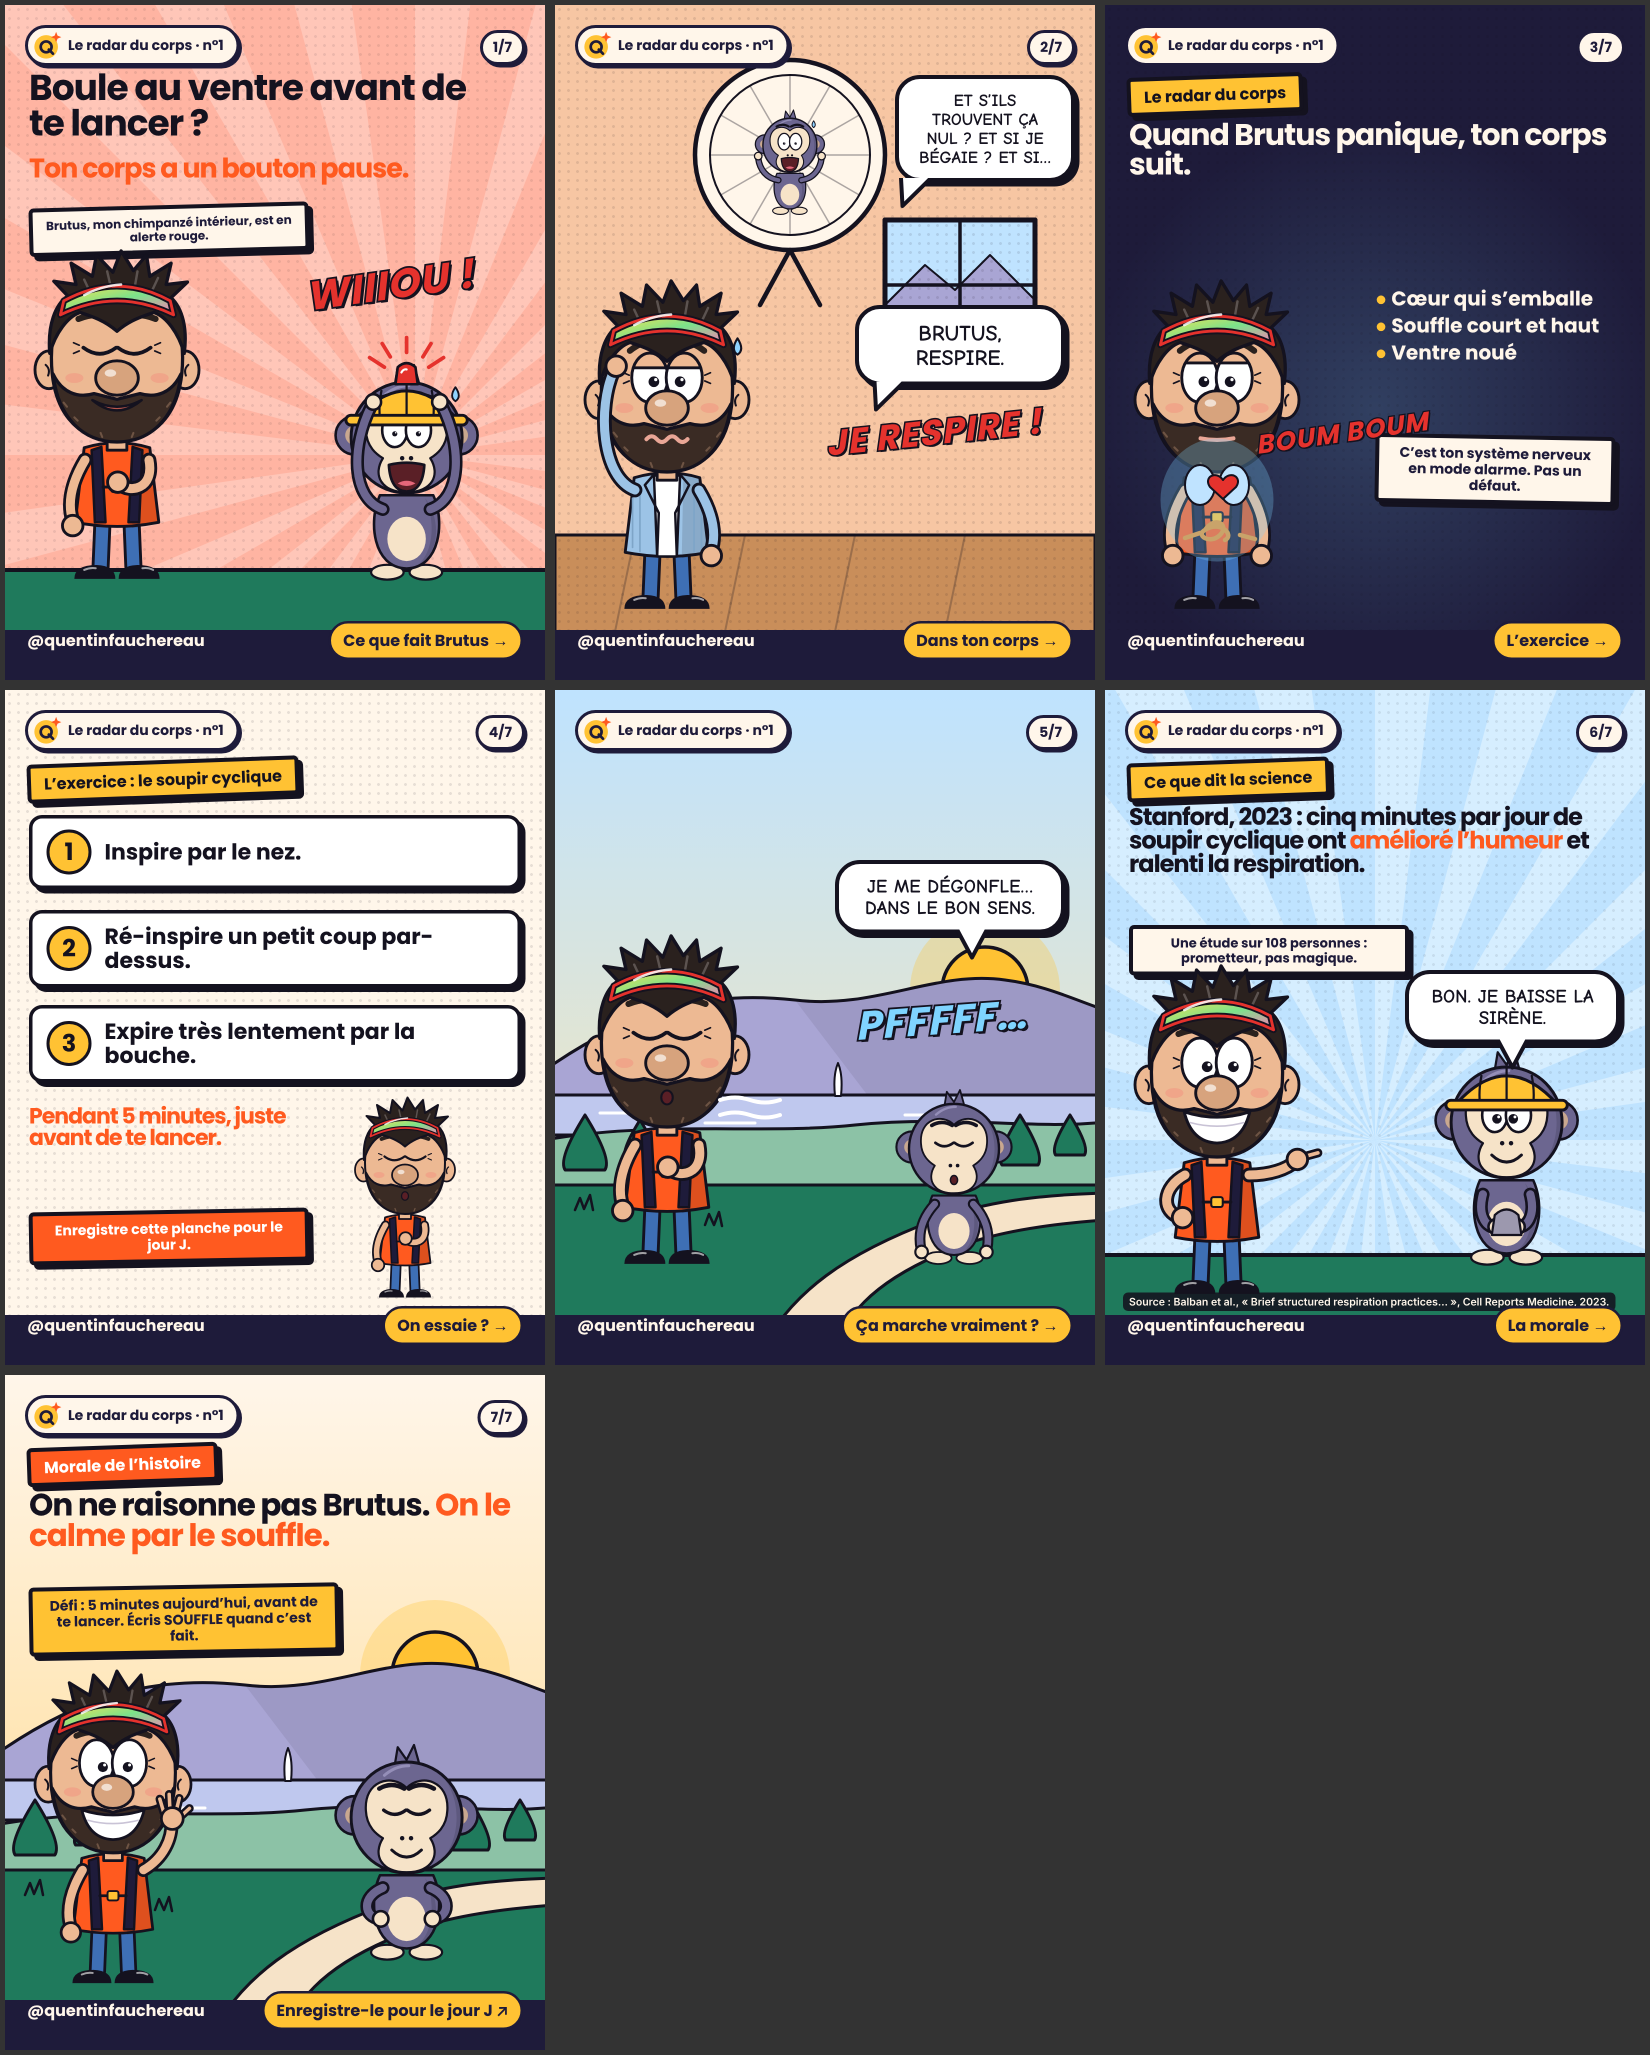 Q Le radar du corps · n°1
1/7
Boule au ventre avant de
te lancer ?
Ton corps a un bouton pause.
Brutus, mon chimpanzé intérieur, est en
alerte rouge.
WIIIOU !
@quentinfauchereau
Ce que fait Brutus →
Q Le radar du corps · n°1
2/7
ET S'ILS
TROUVENT ÇA
NUL ? ET SI JE
BÉGAIE ? ET SI...
BRUTUS,
RESPIRE.
JE RESPIRE !
@quentinfauchereau
Dans ton corps →
Q Le radar du corps · n°1
3/7
Le radar du corps
Quand Brutus panique, ton corps
suit.
• Cœur qui s’emballe
• Souffle court et haut
• Ventre noué
BOUM BOUM
C’est ton système nerveux
en mode alarme. Pas un
défaut.
@quentinfauchereau
L’exercice →
Q Le radar du corps · n°1
4/7
L’exercice : le soupir cyclique
1 Inspire par le nez.
2 Ré-inspire un petit coup par-
dessus.
3 Expire très lentement par la
bouche.
Pendant 5 minutes, juste
avant de te lancer.
Enregistre cette planche pour le
jour J.
@quentinfauchereau
On essaie ? →
Q Le radar du corps · n°1
5/7
JE ME DÉGONFLE...
DANS LE BON SENS.
PFFFFF...
@quentinfauchereau
Ça marche vraiment ? →
Q Le radar du corps · n°1
6/7
Ce que dit la science
Stanford, 2023 : cinq minutes par jour de
soupir cyclique ont amélioré l’humeur et
ralenti la respiration.
Une étude sur 108 personnes :
prometteur, pas magique.
BON. JE BAISSE LA
SIRÈNE.
Source : Balban et al., « Brief structured respiration practices... », Cell Reports Medicine, 2023.
@quentinfauchereau
La morale →
Q Le radar du corps · n°1
7/7
Morale de l’histoire
On ne raisonne pas Brutus. On le
calme par le souffle.
Défi : 5 minutes aujourd’hui, avant de
te lancer. Écris SOUFFLE quand c’est
fait.
@quentinfauchereau
Enregistre-le pour le jour J ↗